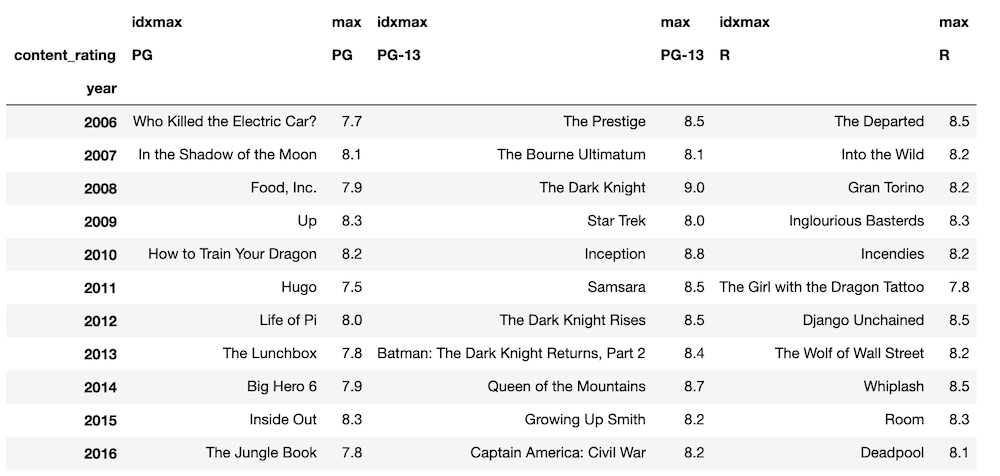 idxmax max idxmax max idxmax max
content_rating PG PG PG-13 PG-13 R R
year
2006 Who Killed the Electric Car? 7.7 The Prestige 8.5 The Departed 8.5
2007 In the Shadow of the Moon 8.1 The Bourne Ultimatum 8.1 Into the Wild 8.2
2008 Food, Inc. 7.9 The Dark Knight 9.0 Gran Torino 8.2
2009 Up 8.3 Star Trek 8.0 Inglourious Basterds 8.3
2010 How to Train Your Dragon 8.2 Inception 8.8 Incendies 8.2
2011 Hugo 7.5 Samsara 8.5 The Girl with the Dragon Tattoo 7.8
2012 Life of Pi 8.0 The Dark Knight Rises 8.5 Django Unchained 8.5
2013 The Lunchbox 7.8 Batman: The Dark Knight Returns, Part 2 8.4 The Wolf of Wall Street 8.2
2014 Big Hero 6 7.9 Queen of the Mountains 8.7 Whiplash 8.5
2015 Inside Out 8.3 Growing Up Smith 8.2 Room 8.3
2016 The Jungle Book 7.8 Captain America: Civil War 8.2 Deadpool 8.1